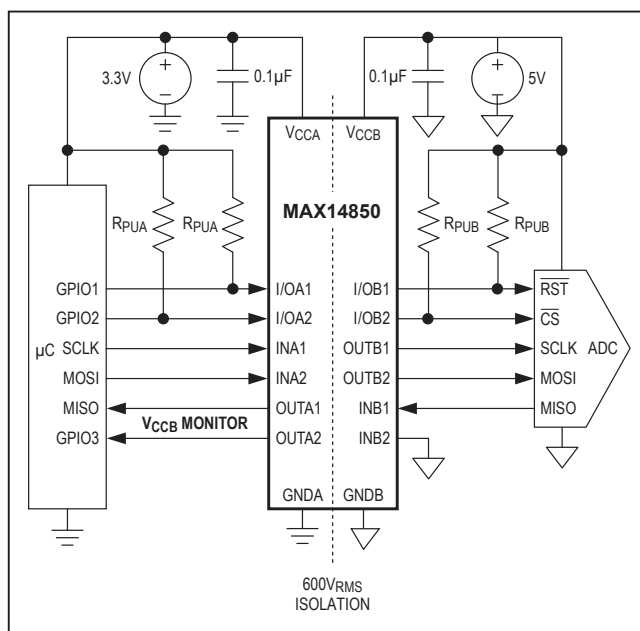 3.3V
0.1µF
0.1µF
5V
VCCA
VCCB
MAX14850
RPUA
RPUA
RPUB
RPUB
GPIO1
I/OA1
I/OB1
RST
GPIO2
I/OA2
I/OB2
CS
µC
SCLK
INA1
OUTB1
SCLK
ADC
MOSI
INA2
OUTB2
MOSI
MISO
OUTA1
INB1
MISO
VCCB MONITOR
GPIO3
OUTA2
INB2
GNDA
GNDB
600VRMS
ISOLATION